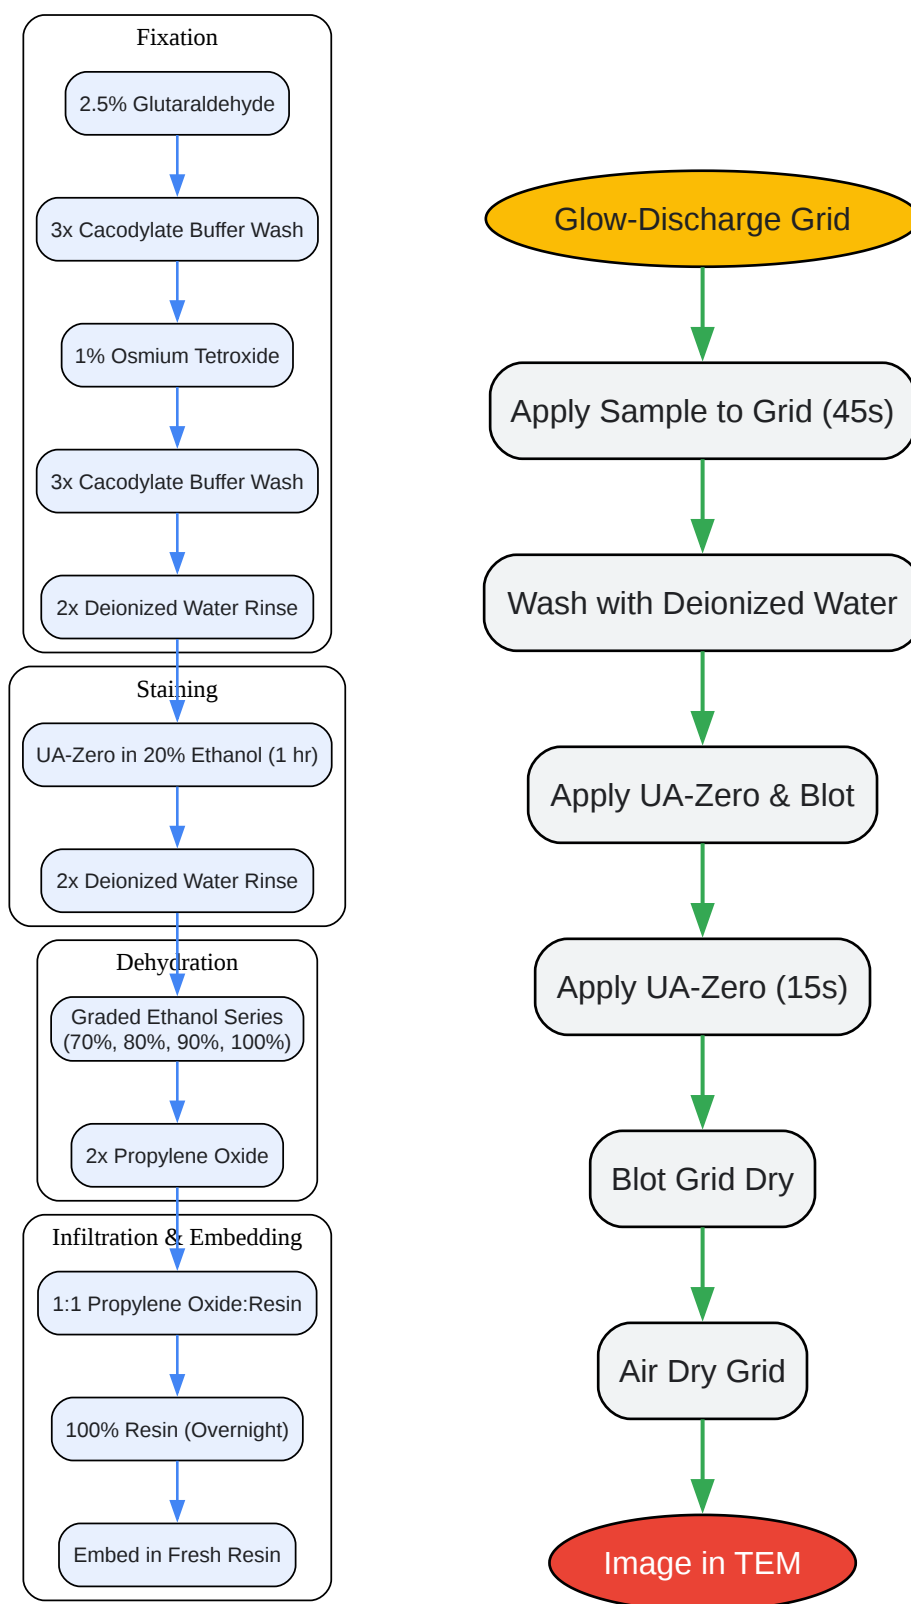 Fixation
2.5% Glutaraldehyde
3x Cacodylate Buffer Wash
1% Osmium Tetroxide
3x Cacodylate Buffer Wash
2x Deionized Water Rinse
Staining
UA-Zero in 20% Ethanol (1 hr)
2x Deionized Water Rinse
Dehydration
Graded Ethanol Series
(70%, 80%, 90%, 100%)
2x Propylene Oxide
Infiltration & Embedding
1:1 Propylene Oxide:Resin
100% Resin (Overnight)
Embed in Fresh Resin
Glow-Discharge Grid
Apply Sample to Grid (45s)
Wash with Deionized Water
Apply UA-Zero & Blot
Apply UA-Zero (15s)
Blot Grid Dry
Air Dry Grid
Image in TEM